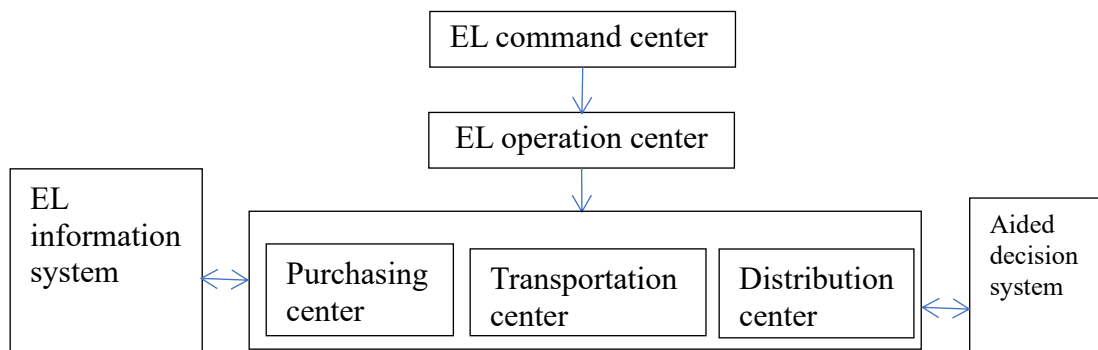 EL command center
EL operation center
EL
information
system
Purchasing
center
Transportation
center
Distribution
center
Aided
decision
system